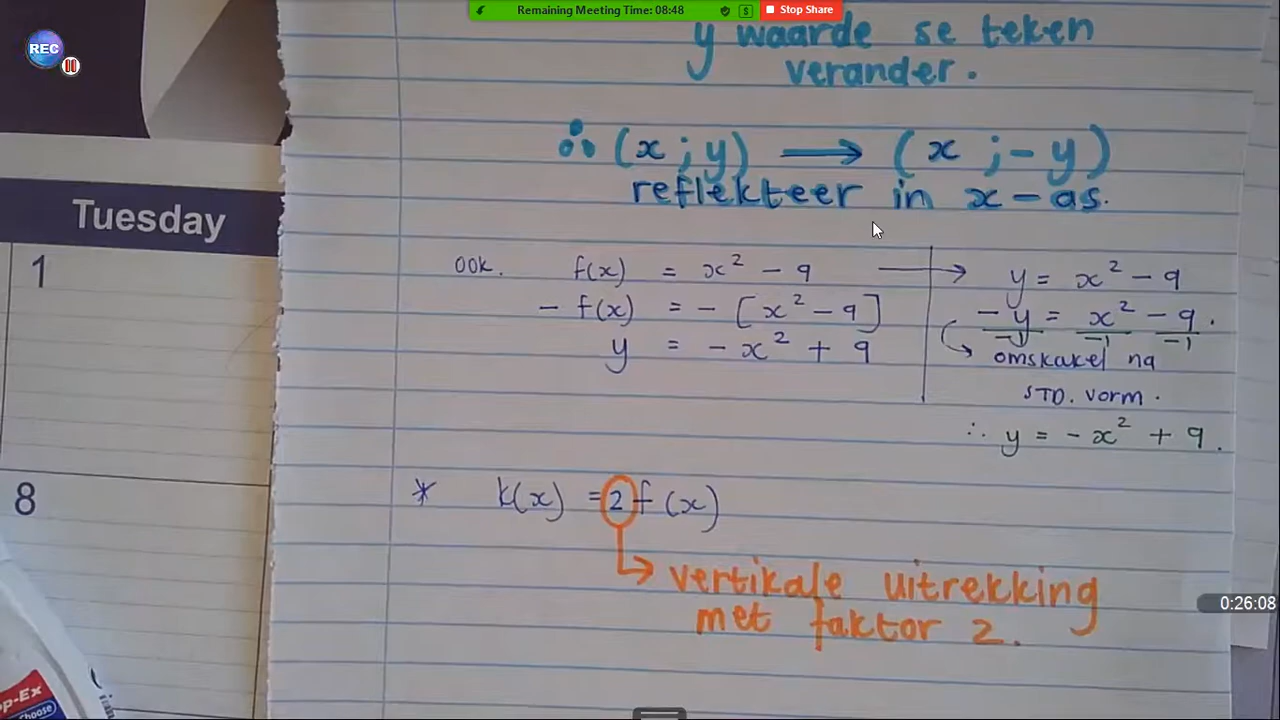 Remaining Meeting Time: 08:48 $ Stop Share
REC
y waarde se teken
verander.
∴ (x ; y) → (x ; - y)
reflekteer in x - as.
Tuesday
1
8
OOK. f(x) = x² - 9 →
- f(x) = - [x² - 9]
y = - x² + 9
y = x² - 9
- y = x² - 9 .
-1 -1 -1
omskakel na
STD. vorm.
∴ y = - x² + 9 .
* k(x) = 2 f (x)
↳ vertikale uitrekking
met faktor 2.
0:26:08
p-Ex
Choose